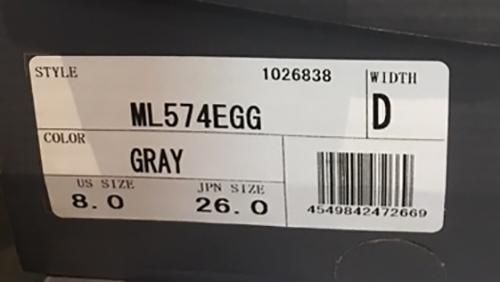 STYLE 1026838 WIDTH
ML574EGG D
COLOR
GRAY
US SIZE JPN SIZE
8.0 26.0
4549842472669